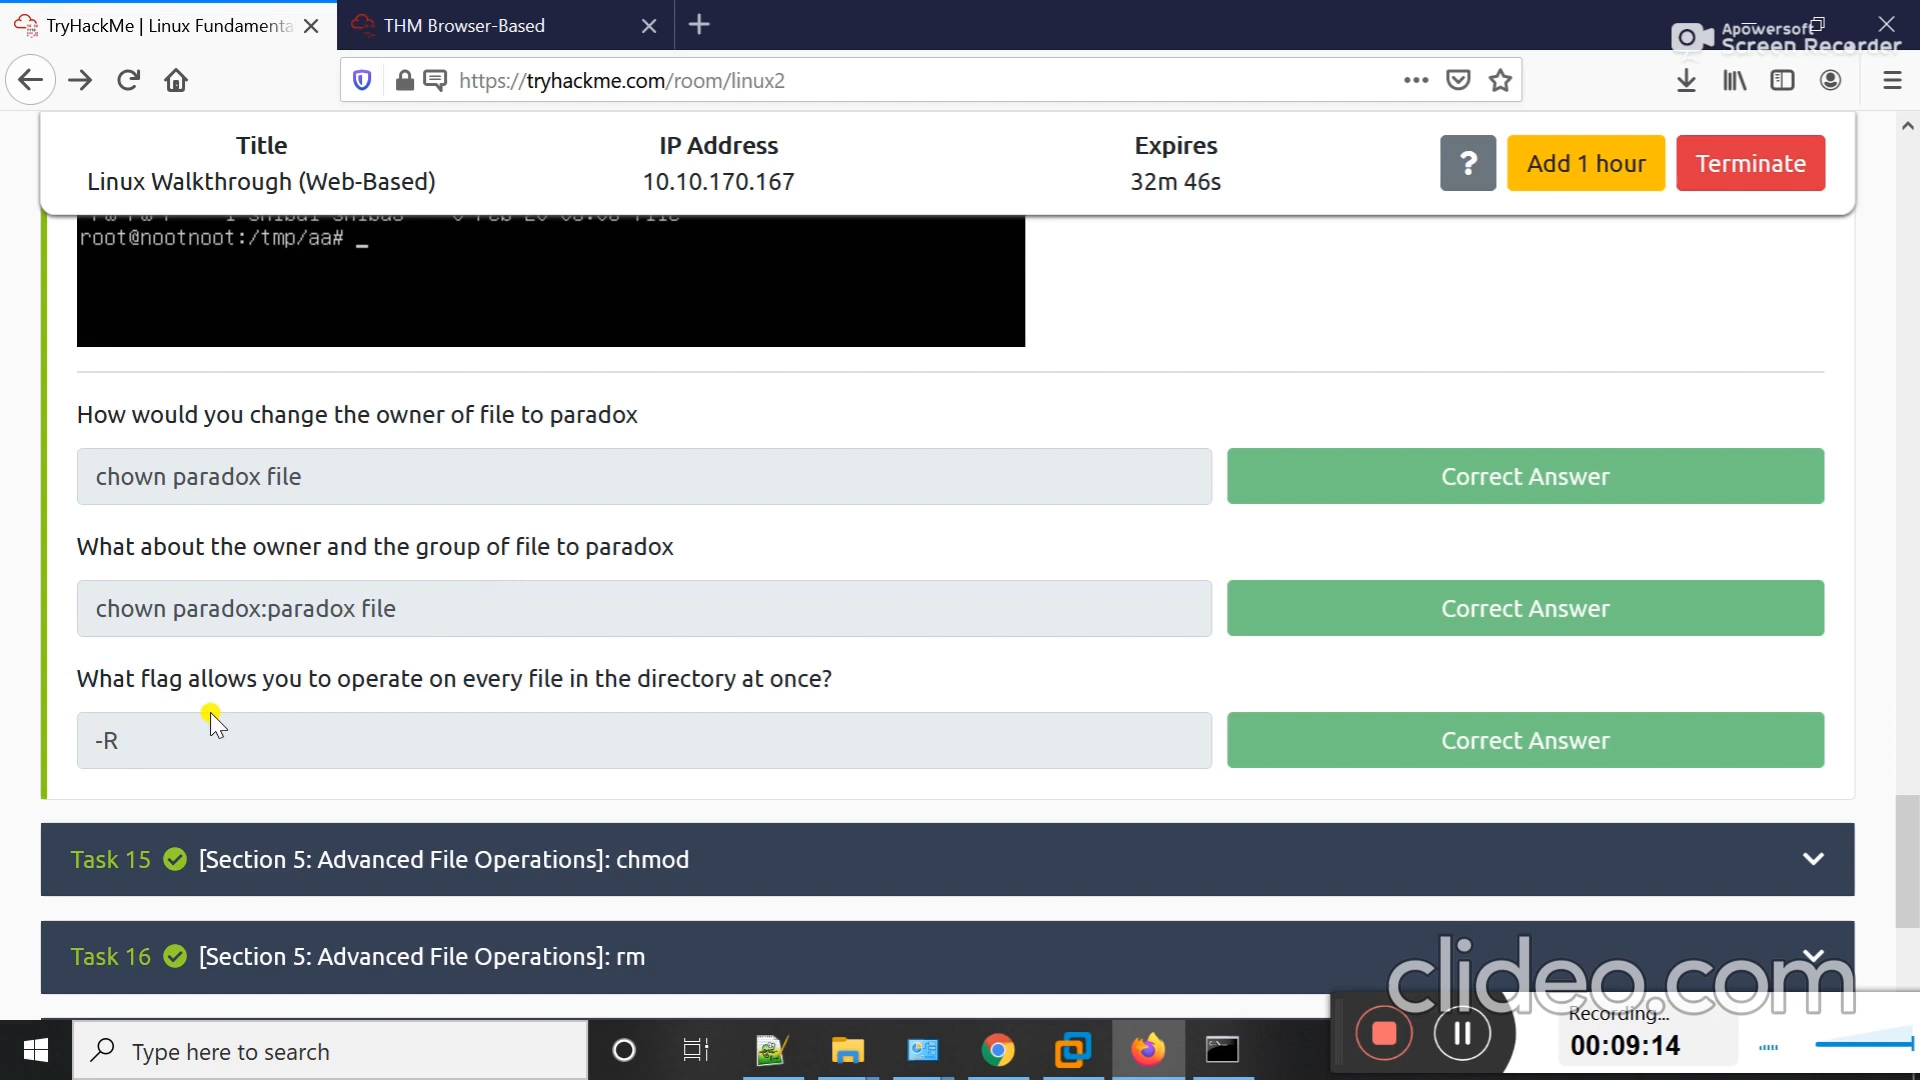 TryHackMe | Linux Fundamenta
THM Browser-Based
Apowersoft
Screen Recorder
https://tryhackme.com/room/linux2
Title
IP Address
Expires
Linux Walkthrough (Web-Based)
10.10.170.167
32m 46s
?
Add 1 hour
Terminate
root@nootnoot:/tmp/aa# _
How would you change the owner of file to paradox
chown paradox file
Correct Answer
What about the owner and the group of file to paradox
chown paradox:paradox file
Correct Answer
What flag allows you to operate on every file in the directory at once?
-R
Correct Answer
Task 15 [Section 5: Advanced File Operations]: chmod
Task 16 [Section 5: Advanced File Operations]: rm
clideo.com
Recording...
00:09:14
Type here to search